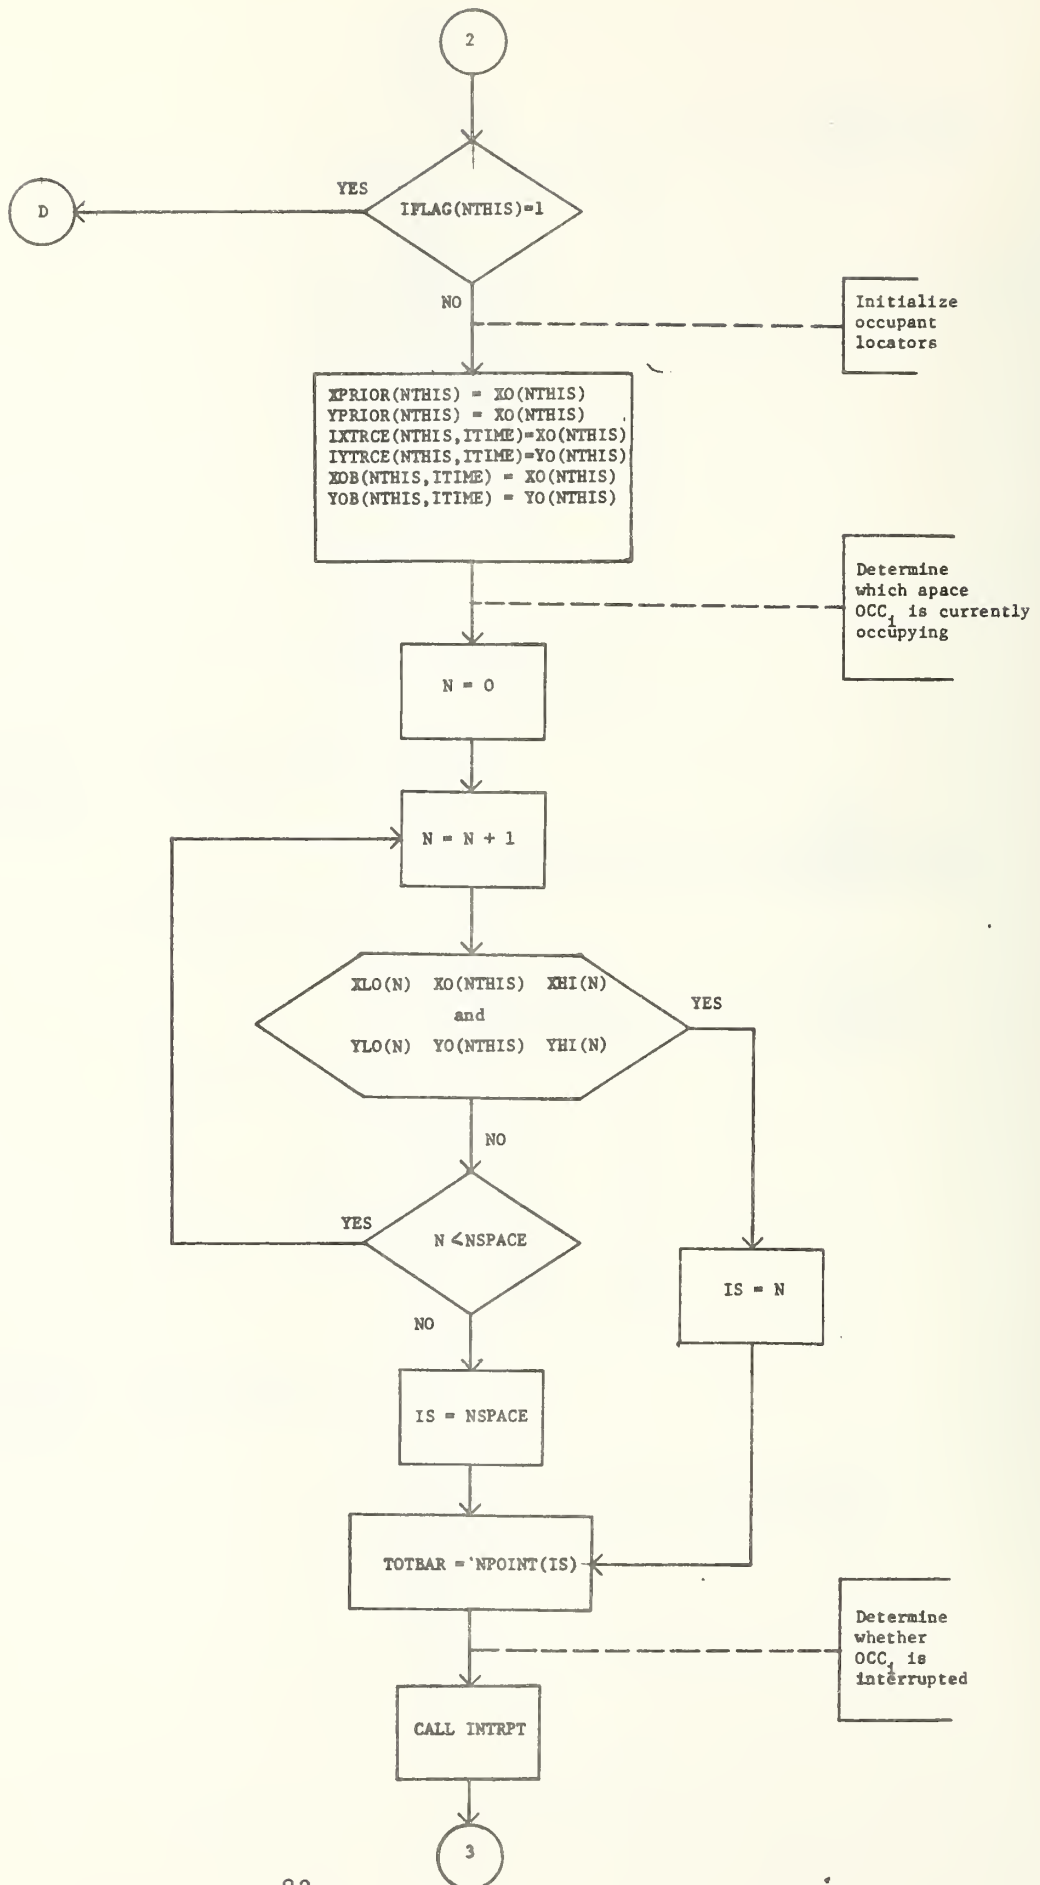 2
IFLAG(NTHIS)=1
YES
D
NO
Initialize
occupant
locators
XPRIOR(NTHIS) = XO(NTHIS)
YPRIOR(NTHIS) = XO(NTHIS)
IXTRCE(NTHIS,ITIME)=XO(NTHIS)
IYTRCE(NTHIS,ITIME)=YO(NTHIS)
XOB(NTHIS,ITIME) = XO(NTHIS)
YOB(NTHIS,ITIME) = YO(NTHIS)
Determine
which apace
OCCi is currently
occupying
N = 0
N = N + 1
XLO(N) XO(NTHIS) XHI(N)
and
YLO(N) YO(NTHIS) YHI(N)
YES
NO
N <NSPACE
YES
NO
IS = N
IS = NSPACE
TOTBAR = NPOINT(IS)
Determine
whether
OCCi is
interrupted
CALL INTRPT
3